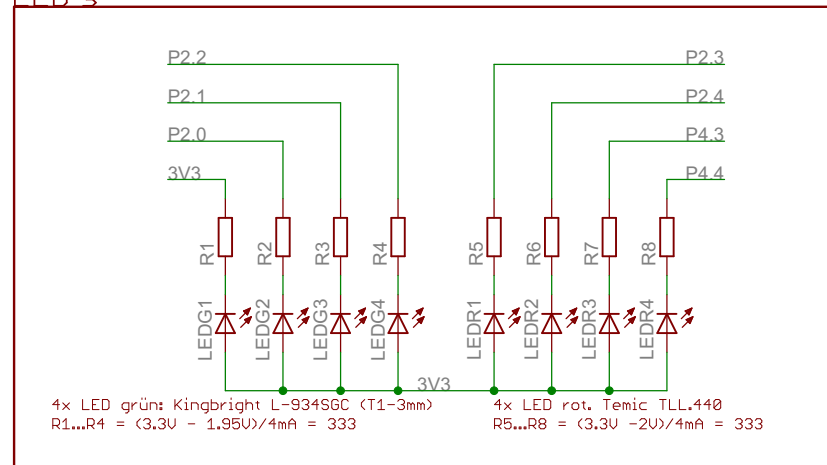 LED's
P2.2 P2.3
P2.1 P2.4
P2.0 P4.3
3V3 P4.4
R1 R2 R3 R4 R5 R6 R7 R8
LEDG1 LEDG2 LEDG3 LEDG4 LEDR1 LEDR2 LEDR3 LEDR4
3V3
4x LED grün: Kingbright L-934SGC (T1-3mm)
R1...R4 = (3.3V - 1.95V)/4mA = 333
4x LED rot. Temic TLL.440
R5...R8 = (3.3V -2V)/4mA = 333